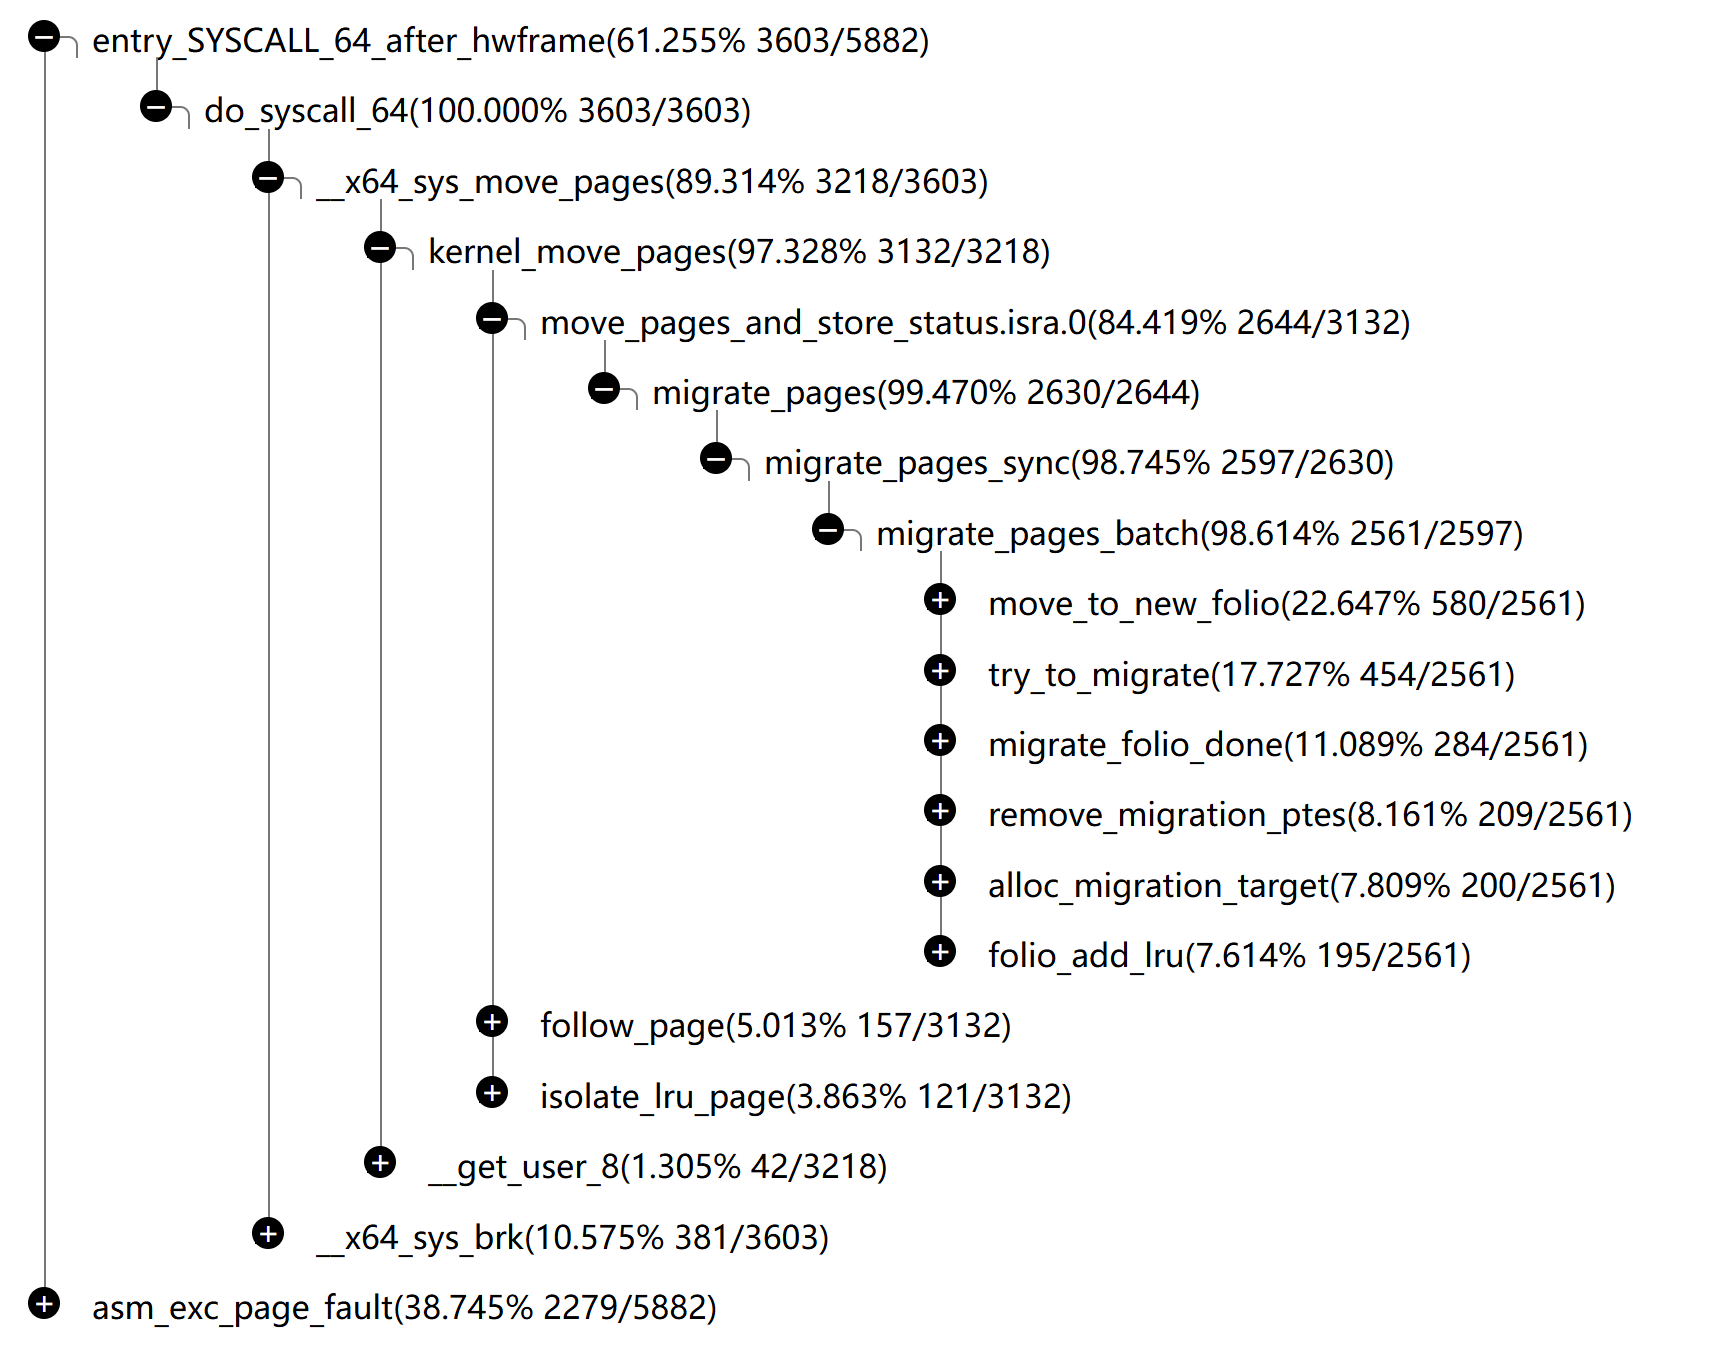 entry_SYSCALL_64_after_hwframe(61.255% 3603/5882)
do_syscall_64(100.000% 3603/3603)
__x64_sys_move_pages(89.314% 3218/3603)
kernel_move_pages(97.328% 3132/3218)
move_pages_and_store_status.isra.0(84.419% 2644/3132)
migrate_pages(99.470% 2630/2644)
migrate_pages_sync(98.745% 2597/2630)
migrate_pages_batch(98.614% 2561/2597)
move_to_new_folio(22.647% 580/2561)
try_to_migrate(17.727% 454/2561)
migrate_folio_done(11.089% 284/2561)
remove_migration_ptes(8.161% 209/2561)
alloc_migration_target(7.809% 200/2561)
folio_add_lru(7.614% 195/2561)
follow_page(5.013% 157/3132)
isolate_lru_page(3.863% 121/3132)
__get_user_8(1.305% 42/3218)
__x64_sys_brk(10.575% 381/3603)
asm_exc_page_fault(38.745% 2279/5882)